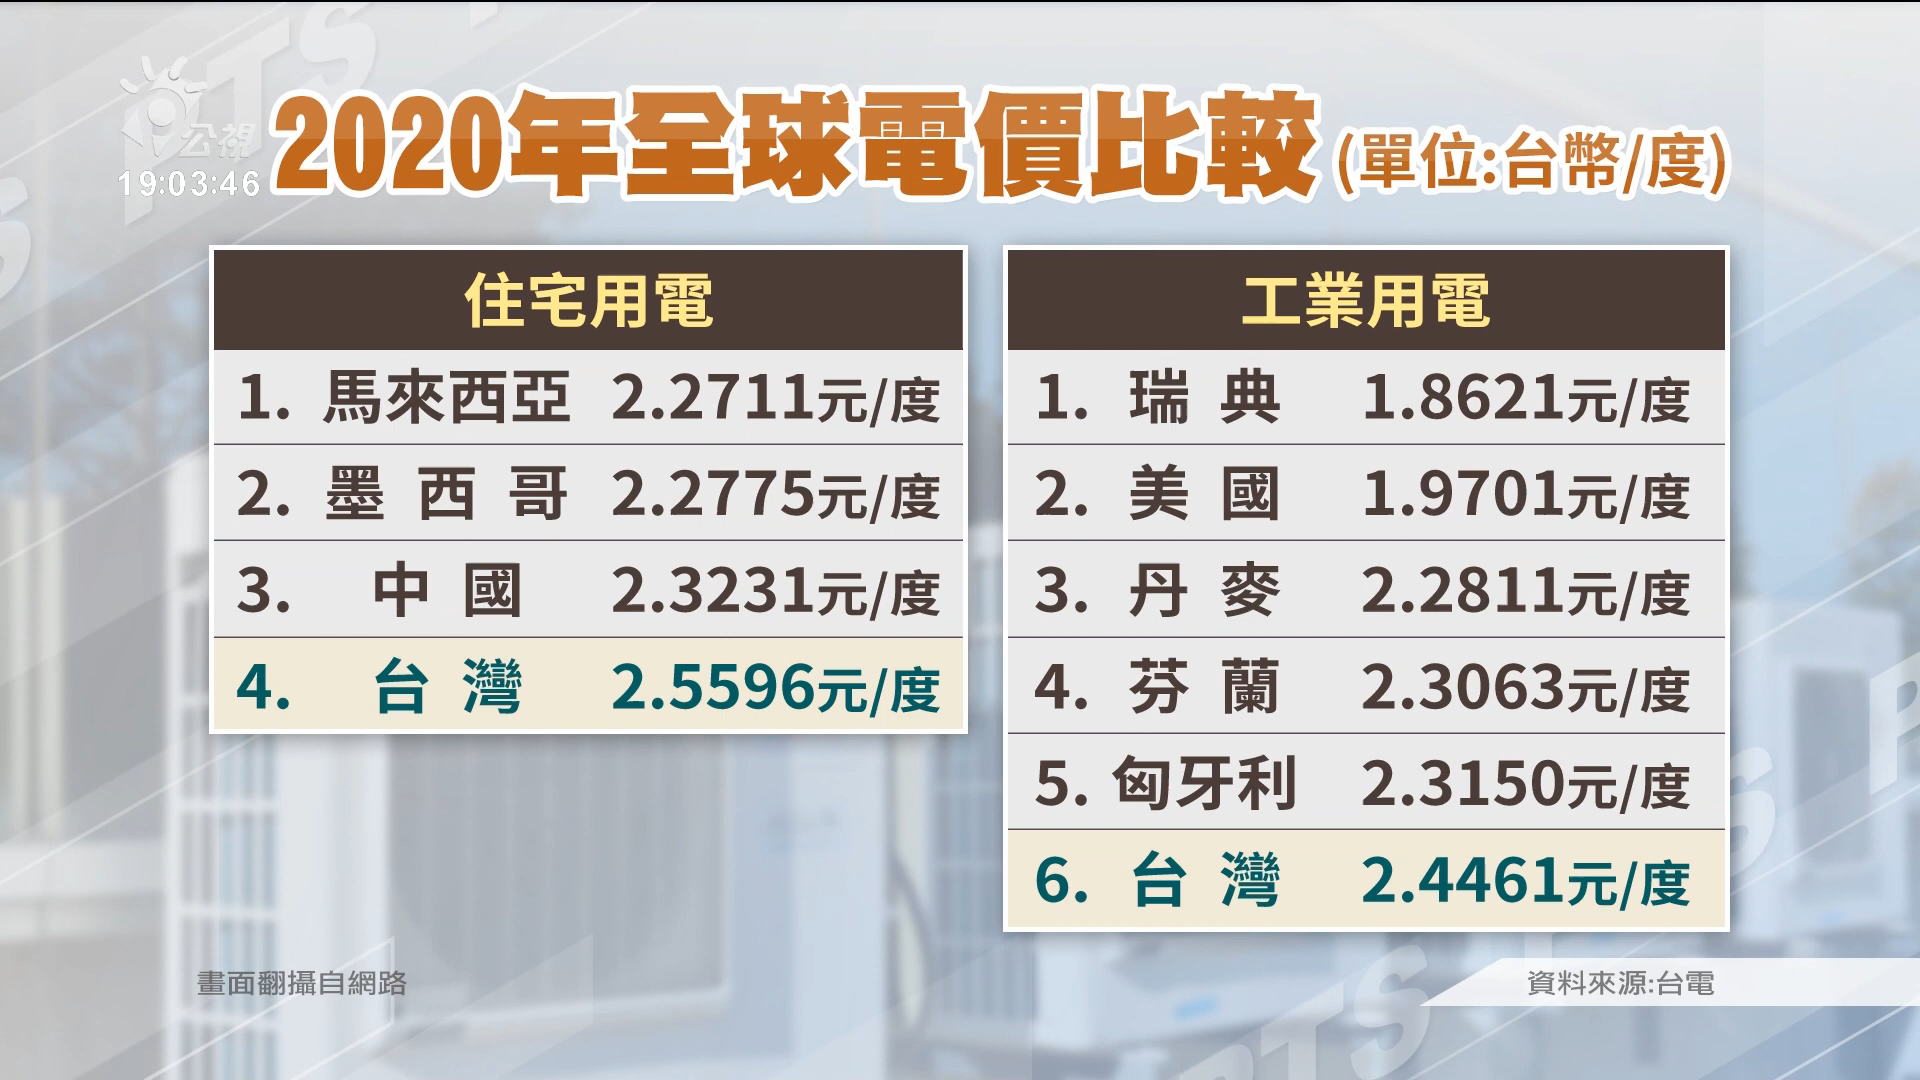 公視
19:03:46
2020年全球電價比較(單位:台幣/度)
住宅用電
1. 馬來西亞 2.2711元/度
2. 墨西哥 2.2775元/度
3. 中國 2.3231元/度
4. 台灣 2.5596元/度
工業用電
1. 瑞典 1.8621元/度
2. 美國 1.9701元/度
3. 丹麥 2.2811元/度
4. 芬蘭 2.3063元/度
5. 匈牙利 2.3150元/度
6. 台灣 2.4461元/度
畫面翻攝自網路
資料來源:台電
PTS
PTS